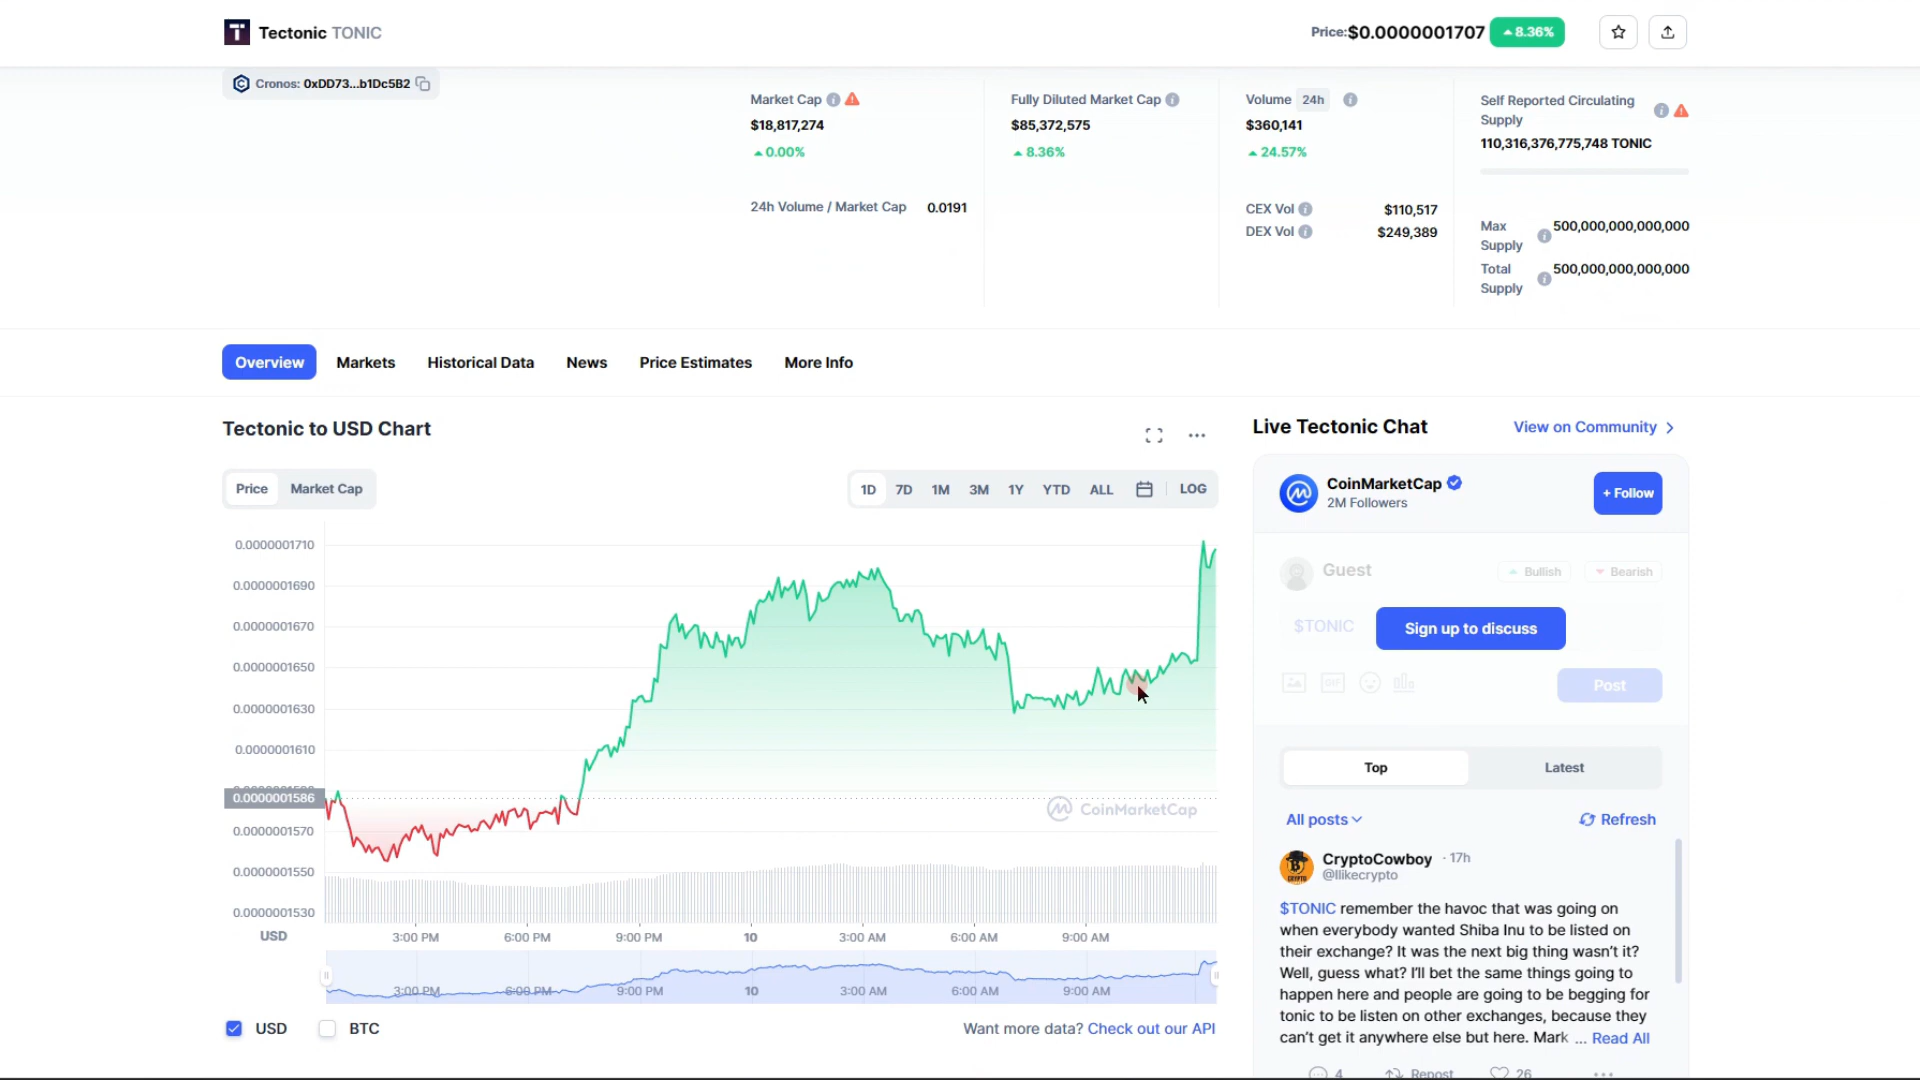 Tectonic TONIC
Price:$0.0000001707 8.36%
Cronos: 0xDD73...b1Dc5B2
Market Cap
$18,817,274
0.00%
24h Volume / Market Cap 0.0191
Fully Diluted Market Cap
$85,372,575
8.36%
Volume 24h
$360,141
24.57%
CEX Vol $110,517
DEX Vol $249,389
Self Reported Circulating
Supply
110,316,376,775,748 TONIC
Max
Supply
500,000,000,000,000
Total
Supply
500,000,000,000,000
Overview Markets Historical Data News Price Estimates More Info
Tectonic to USD Chart
Price Market Cap
1D 7D 1M 3M 1Y YTD ALL LOG
0.0000001710
0.0000001690
0.0000001670
0.0000001650
0.0000001630
0.0000001610
0.0000001586
0.0000001570
0.0000001550
0.0000001530
CoinMarketCap
USD
3:00 PM 6:00 PM 9:00 PM 10 3:00 AM 6:00 AM 9:00 AM
3:00 PM 6:00 PM 9:00 PM 10 3:00 AM 6:00 AM 9:00 AM
USD BTC
Want more data? Check out our API
Live Tectonic Chat
View on Community
CoinMarketCap
2M Followers
+ Follow
Guest
Bullish Bearish
$TONIC
Sign up to discuss
GIF
Post
Top Latest
All posts Refresh
CryptoCowboy · 17h
@llikecrypto
$TONIC remember the havoc that was going on
when everybody wanted Shiba Inu to be listed on
their exchange? It was the next big thing wasn't it?
Well, guess what? I'll bet the same things going to
happen here and people are going to be begging for
tonic to be listen on other exchanges, because they
can't get it anywhere else but here. Mark ... Read All
4 Repost 26